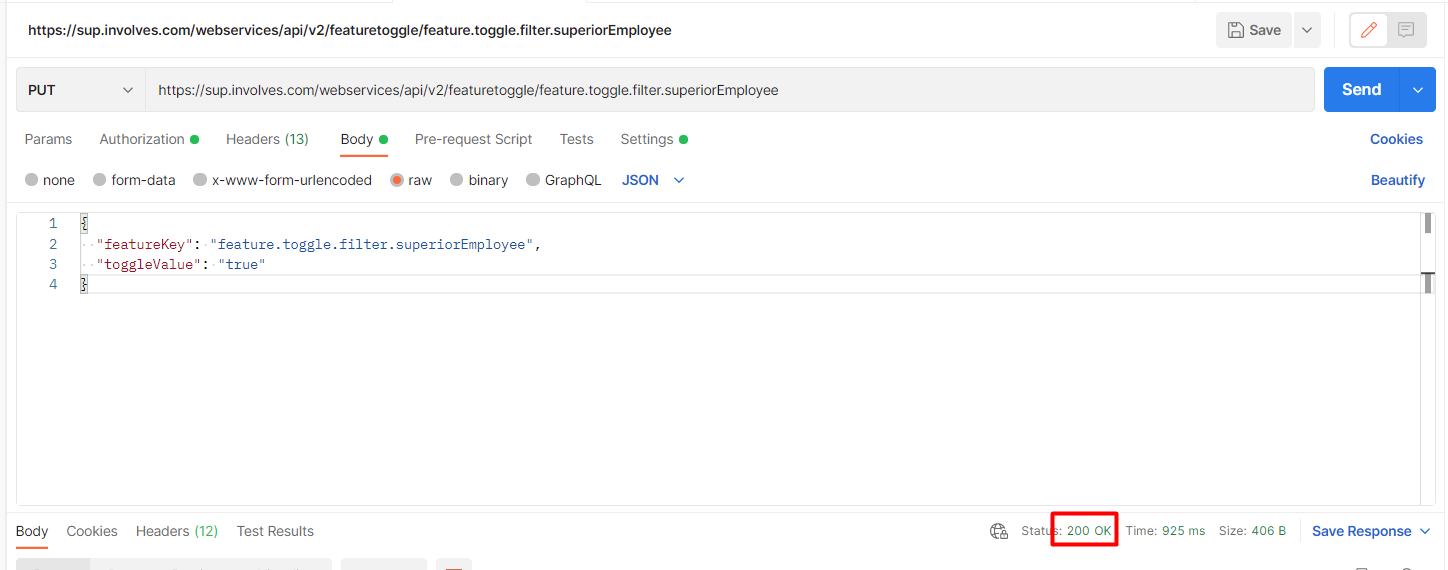 https://sup.involves.com/webservices/api/v2/featuretoggle/feature.toggle.filter.superiorEmployee
Save
PUT
https://sup.involves.com/webservices/api/v2/featuretoggle/feature.toggle.filter.superiorEmployee
Send
Params Authorization Headers (13) Body Pre-request Script Tests Settings Cookies
none form-data x-www-form-urlencoded raw binary GraphQL JSON Beautify
1 {
2 "featureKey": "feature.toggle.filter.superiorEmployee",
3 "toggleValue": "true"
4 }
Body Cookies Headers (12) Test Results Status: 200 OK Time: 925 ms Size: 406 B Save Response